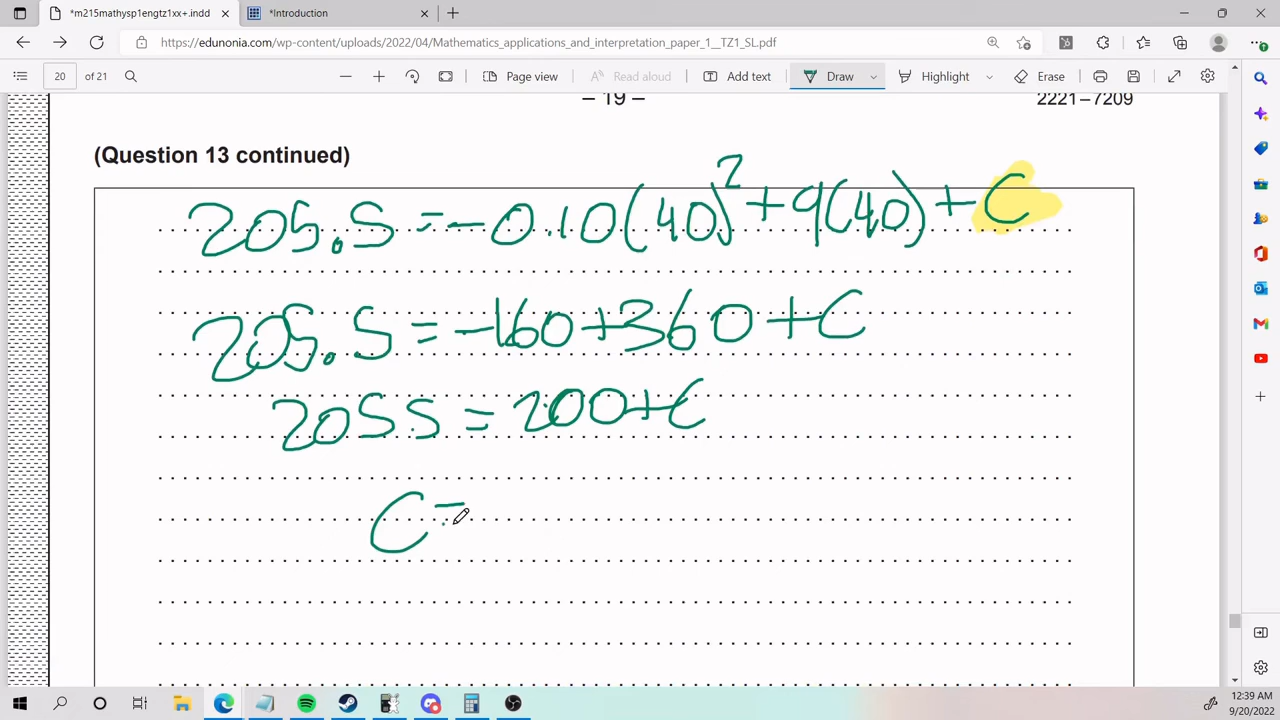 *m215mathysp1engtz1xx+.indd
*Introduction
https://edunonia.com/wp-content/uploads/2022/04/Mathematics_applications_and_interpretation_paper_1__TZ1_SL.pdf
20 of 21
Page view
Read aloud
Add text
Draw
Highlight
Erase
– 19 –
2221–7209
(Question 13 continued)
205.5 = -0.10(40)² + 9(40) + C
205.5 = -160 + 360 + C
205.5 = 200 + C
C =
12:39 AM
9/20/2022